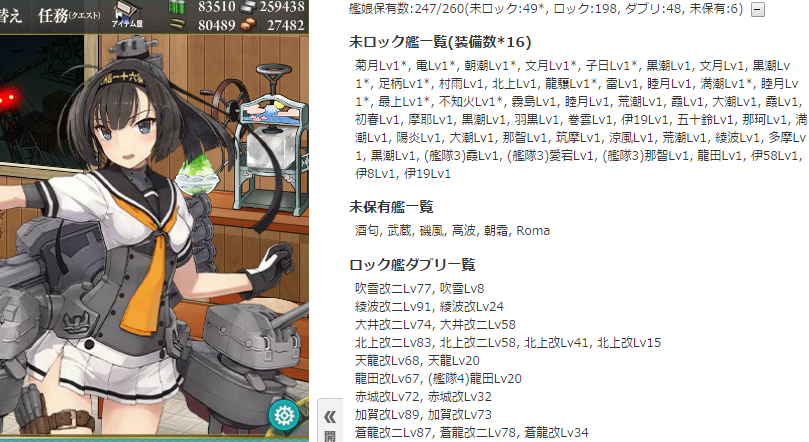 替え 任務(クエスト) アイテム屋 83510 259438
80489 27482
艦娘保有数:247/260(未ロック:49*, ロック:198, ダブリ:48, 未保有:6)
未ロック艦一覧(装備数*16)
菊月Lv1*, 電Lv1*, 朝潮Lv1*, 文月Lv1*, 子日Lv1*, 黒潮Lv1, 文月Lv1, 黒潮Lv
1*, 足柄Lv1*, 村雨Lv1, 北上Lv1, 龍驤Lv1*, 雷Lv1, 睦月Lv1, 満潮Lv1*, 睦月Lv
1*, 最上Lv1*, 不知火Lv1*, 霧島Lv1, 睦月Lv1, 荒潮Lv1, 霞Lv1, 大潮Lv1, 霞Lv1,
初春Lv1, 摩耶Lv1, 黒潮Lv1, 羽黒Lv1, 巻雲Lv1, 伊19Lv1, 五十鈴Lv1, 那珂Lv1, 満
潮Lv1, 陽炎Lv1, 大潮Lv1, 那智Lv1, 筑摩Lv1, 涼風Lv1, 荒潮Lv1, 綾波Lv1, 多摩Lv
1, 黒潮Lv1, (艦隊3)霞Lv1, (艦隊3)愛宕Lv1, (艦隊3)那智Lv1, 龍田Lv1, 伊58Lv1,
伊8Lv1, 伊19Lv1
未保有艦一覧
酒匂, 武蔵, 磯風, 高波, 朝霜, Roma
ロック艦ダブリ一覧
吹雪改二Lv77, 吹雪Lv8
綾波改二Lv91, 綾波改Lv24
大井改二Lv74, 大井改二Lv58
北上改二Lv83, 北上改二Lv58, 北上改Lv41, 北上改Lv15
天龍改Lv68, 天龍Lv20
龍田改Lv67, (艦隊4)龍田Lv20
赤城改Lv72, 赤城改Lv32
加賀改Lv89, 加賀改Lv73
蒼龍改二Lv87, 蒼龍改二Lv78, 蒼龍改Lv34
開